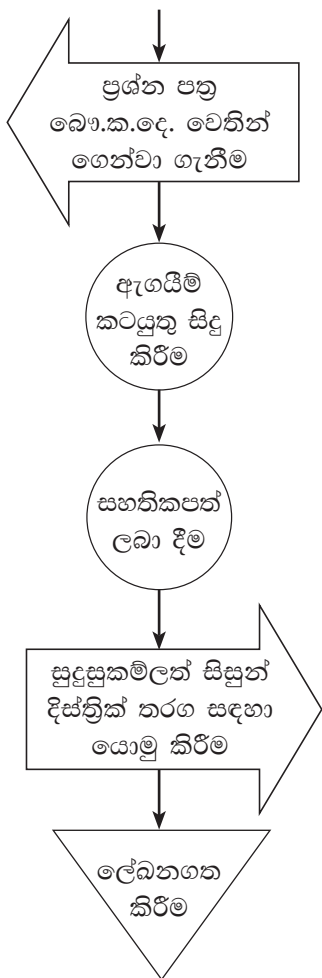 ප්‍රශ්න පත්‍ර
බෞ.ක.දෙ. වෙතින්
ගෙන්වා ගැනීම
ඇගයීම්
කටයුතු සිදු
කිරීම
සහතිකපත්
ලබා දීම
සුදුසුකම්ලත් සිසුන්
දිස්ත්‍රික් තරග සඳහා
යොමු කිරීම
ලේඛනගත
කිරීම